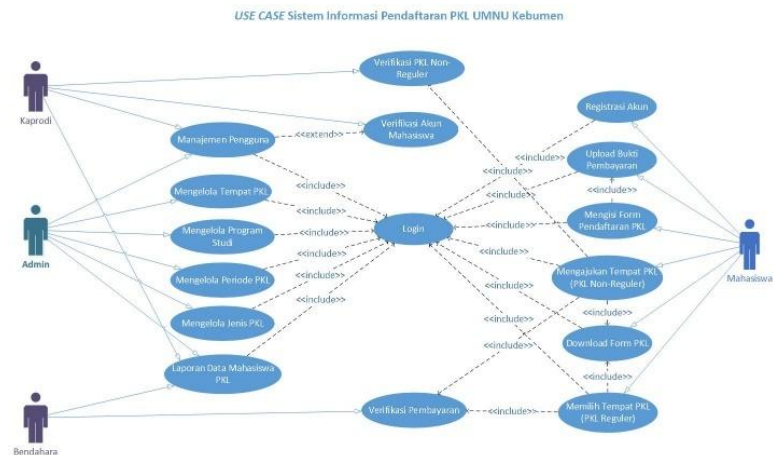 USE CASE Sistem Informasi Pendaftaran PKL UMNU Kebumen
Kaprodi
Admin
Bendahara
Mahasiswa
Verifikasi PKL Non-
Reguler
Verifikasi Akun
Mahasiswa
Manajemen Pengguna
<<extend>>
Mengelola Tempat PKL
Mengelola Program
Studi
Mengelola Periode PKL
Mengelola Jenis PKL
Laporan Data Mahasiswa
PKL
<<include>>
<<include>>
<<include>>
<<include>>
<<include>>
<<include>>
Login
Verifikasi Pembayaran
Registrasi Akun
Upload Bukti
Pembayaran
Mengisi Form
Pendaftaran PKL
Mengajukan Tempat PKL
(PKL Non-Reguler)
Download Form PKL
Memilih Tempat PKL
(PKL Reguler)
<<include>>
<<include>>
<<include>>
<<include>>
<<include>>
<<include>>
<<include>>
<<include>>
<<include>>
<<include>>
<<include>>